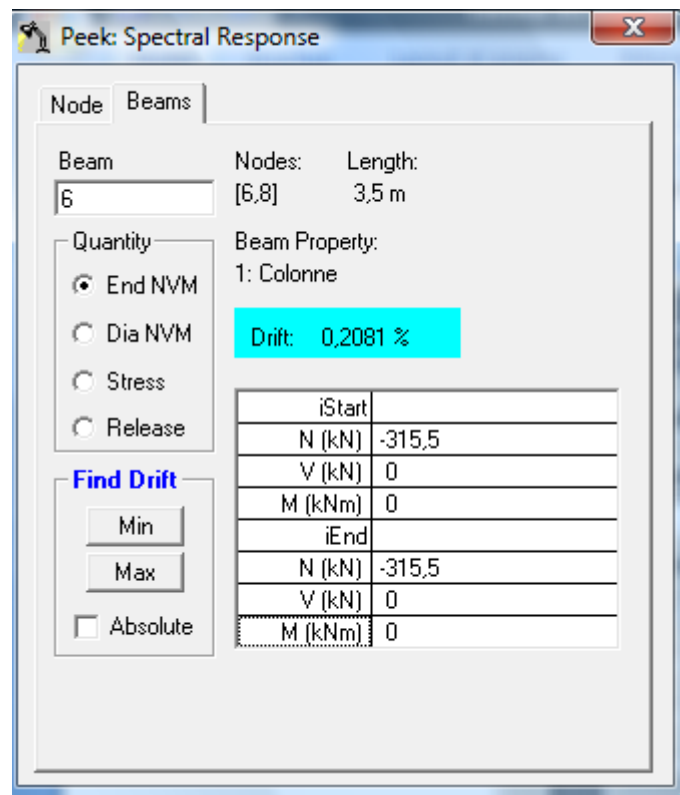 Peek: Spectral Response
Node Beams
Beam
6
Nodes: Length:
[6,8] 3,5 m
Quantity
End NVM
Dia NVM
Stress
Release
Beam Property:
1: Colonne
Drift: 0,2081 %
Find Drift
Min
Max
Absolute
iStart
N (kN) -315,5
V (kN) 0
M (kNm) 0
iEnd
N (kN) -315,5
V (kN) 0
M (kNm) 0